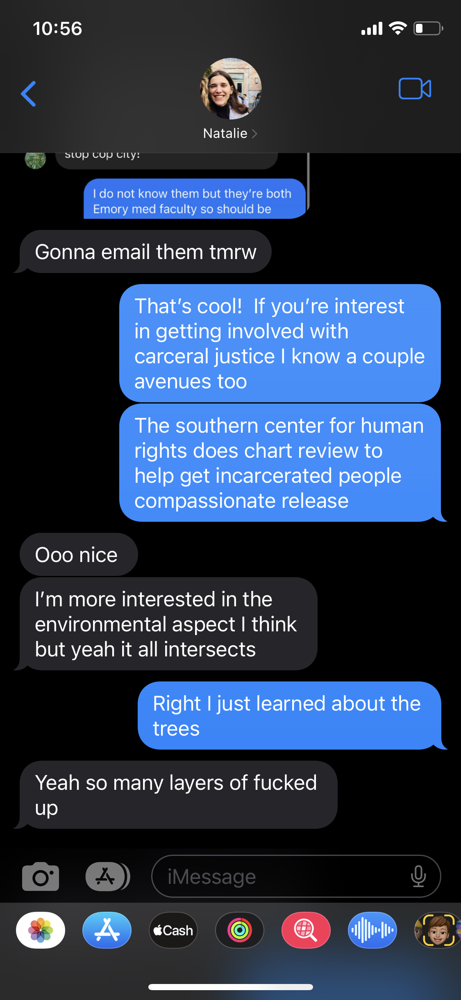 10:56
PHYSIOLOGY
Natalie
stop cop city!
I do not know them but they're both
Emory med faculty so should be
Gonna email them tmrw
That's cool!  If you're interest
in getting involved with
carceral justice I know a couple
avenues too
The southern center for human
rights does chart review to
help get incarcerated people
compassionate release
Ooo nice
I'm more interested in the
environmental aspect I think
but yeah it all intersects
Right I just learned about the
trees
Yeah so many layers of fucked
up
iMessage
Cash